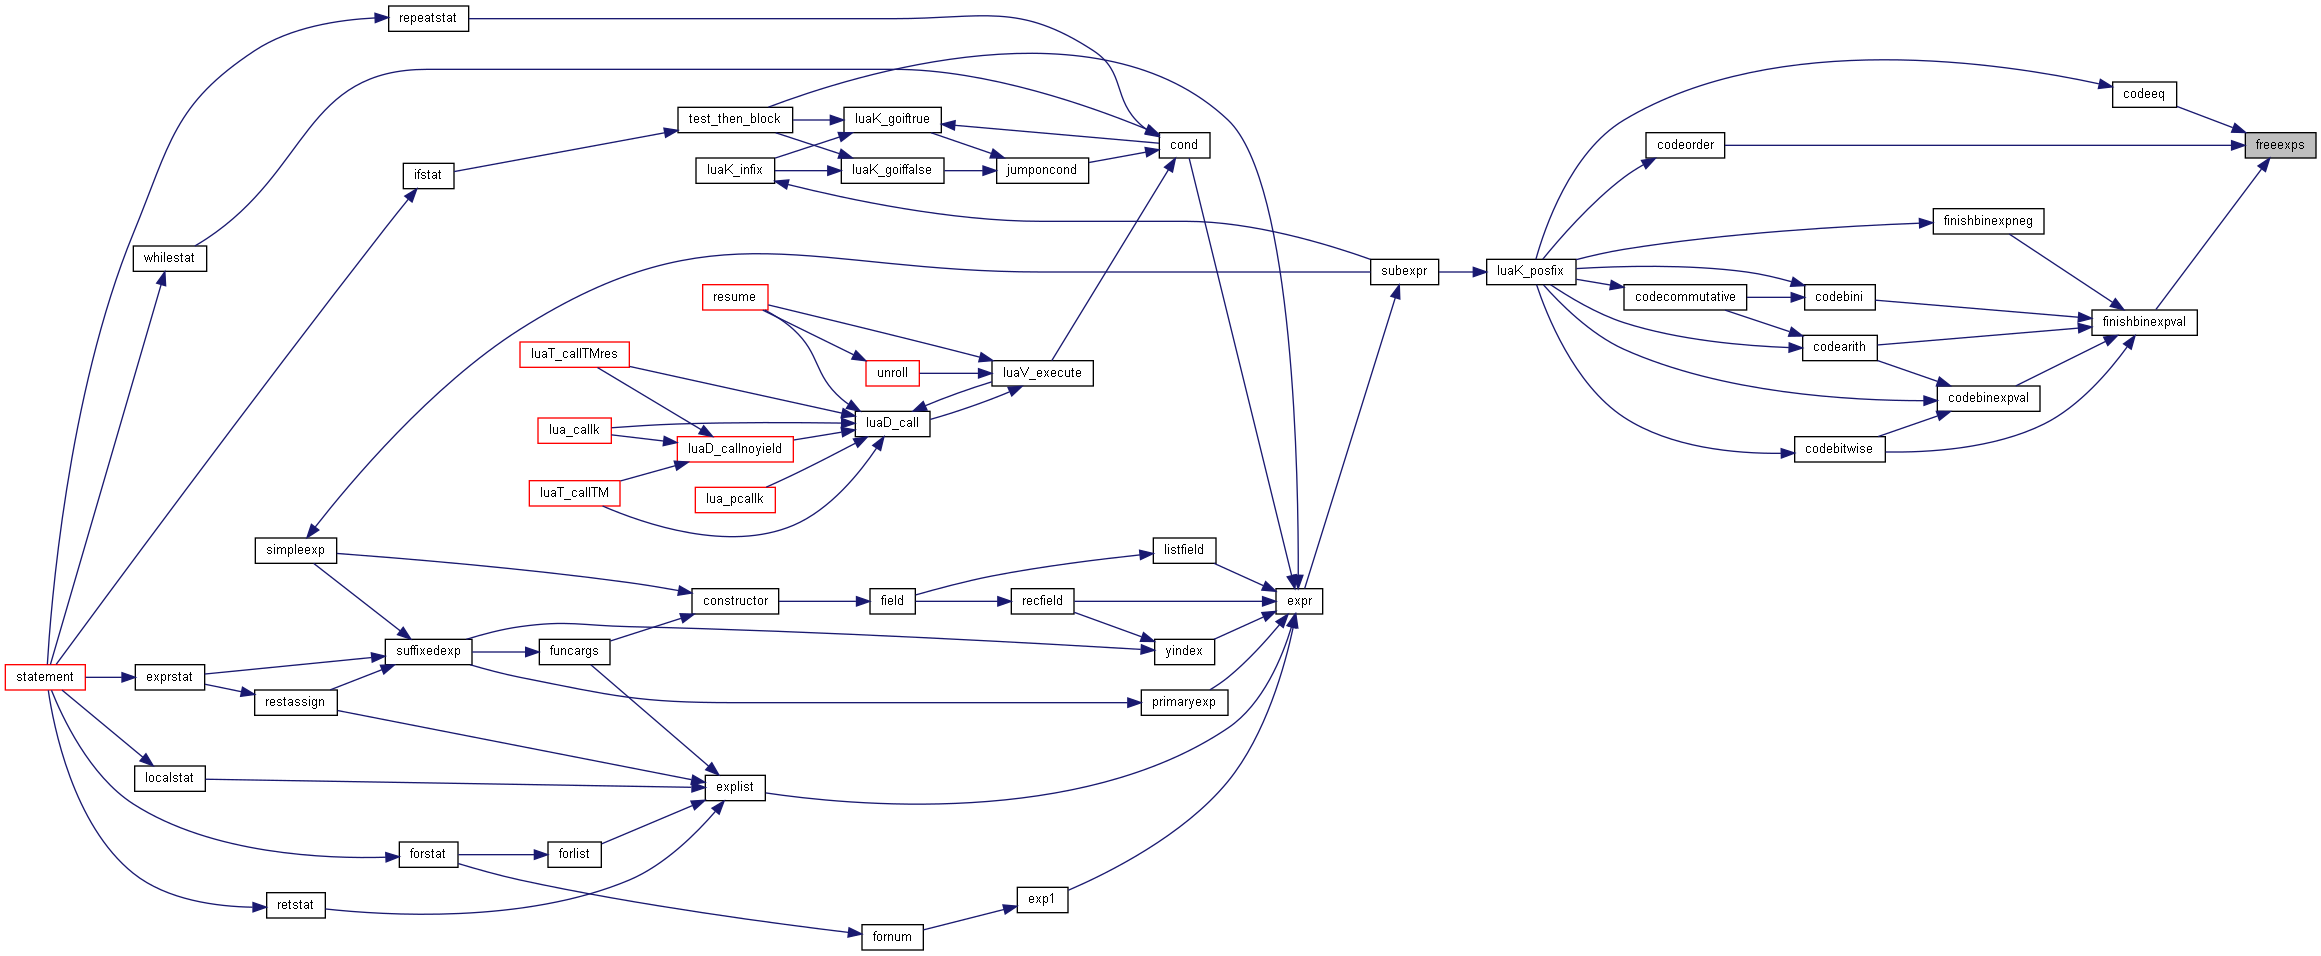 repeatstat
codeeq
test_then_block
luaK_goiftrue
cond
codeorder
freeexps
ifstat
luaK_infix
luaK_goiffalse
jumponcond
finishbinexpneg
whilestat
subexpr
luaK_posfix
resume
codecommutative
codebini
finishbinexpval
luaT_callTMres
codearith
unroll
luaV_execute
codebinexpval
lua_callk
luaD_call
luaD_callnoyield
codebitwise
luaT_callTM
lua_pcallk
simpleexp
listfield
constructor
field
recfield
expr
suffixedexp
funcargs
yindex
statement
exprstat
restassign
primaryexp
localstat
explist
forstat
forlist
retstat
exp1
fornum